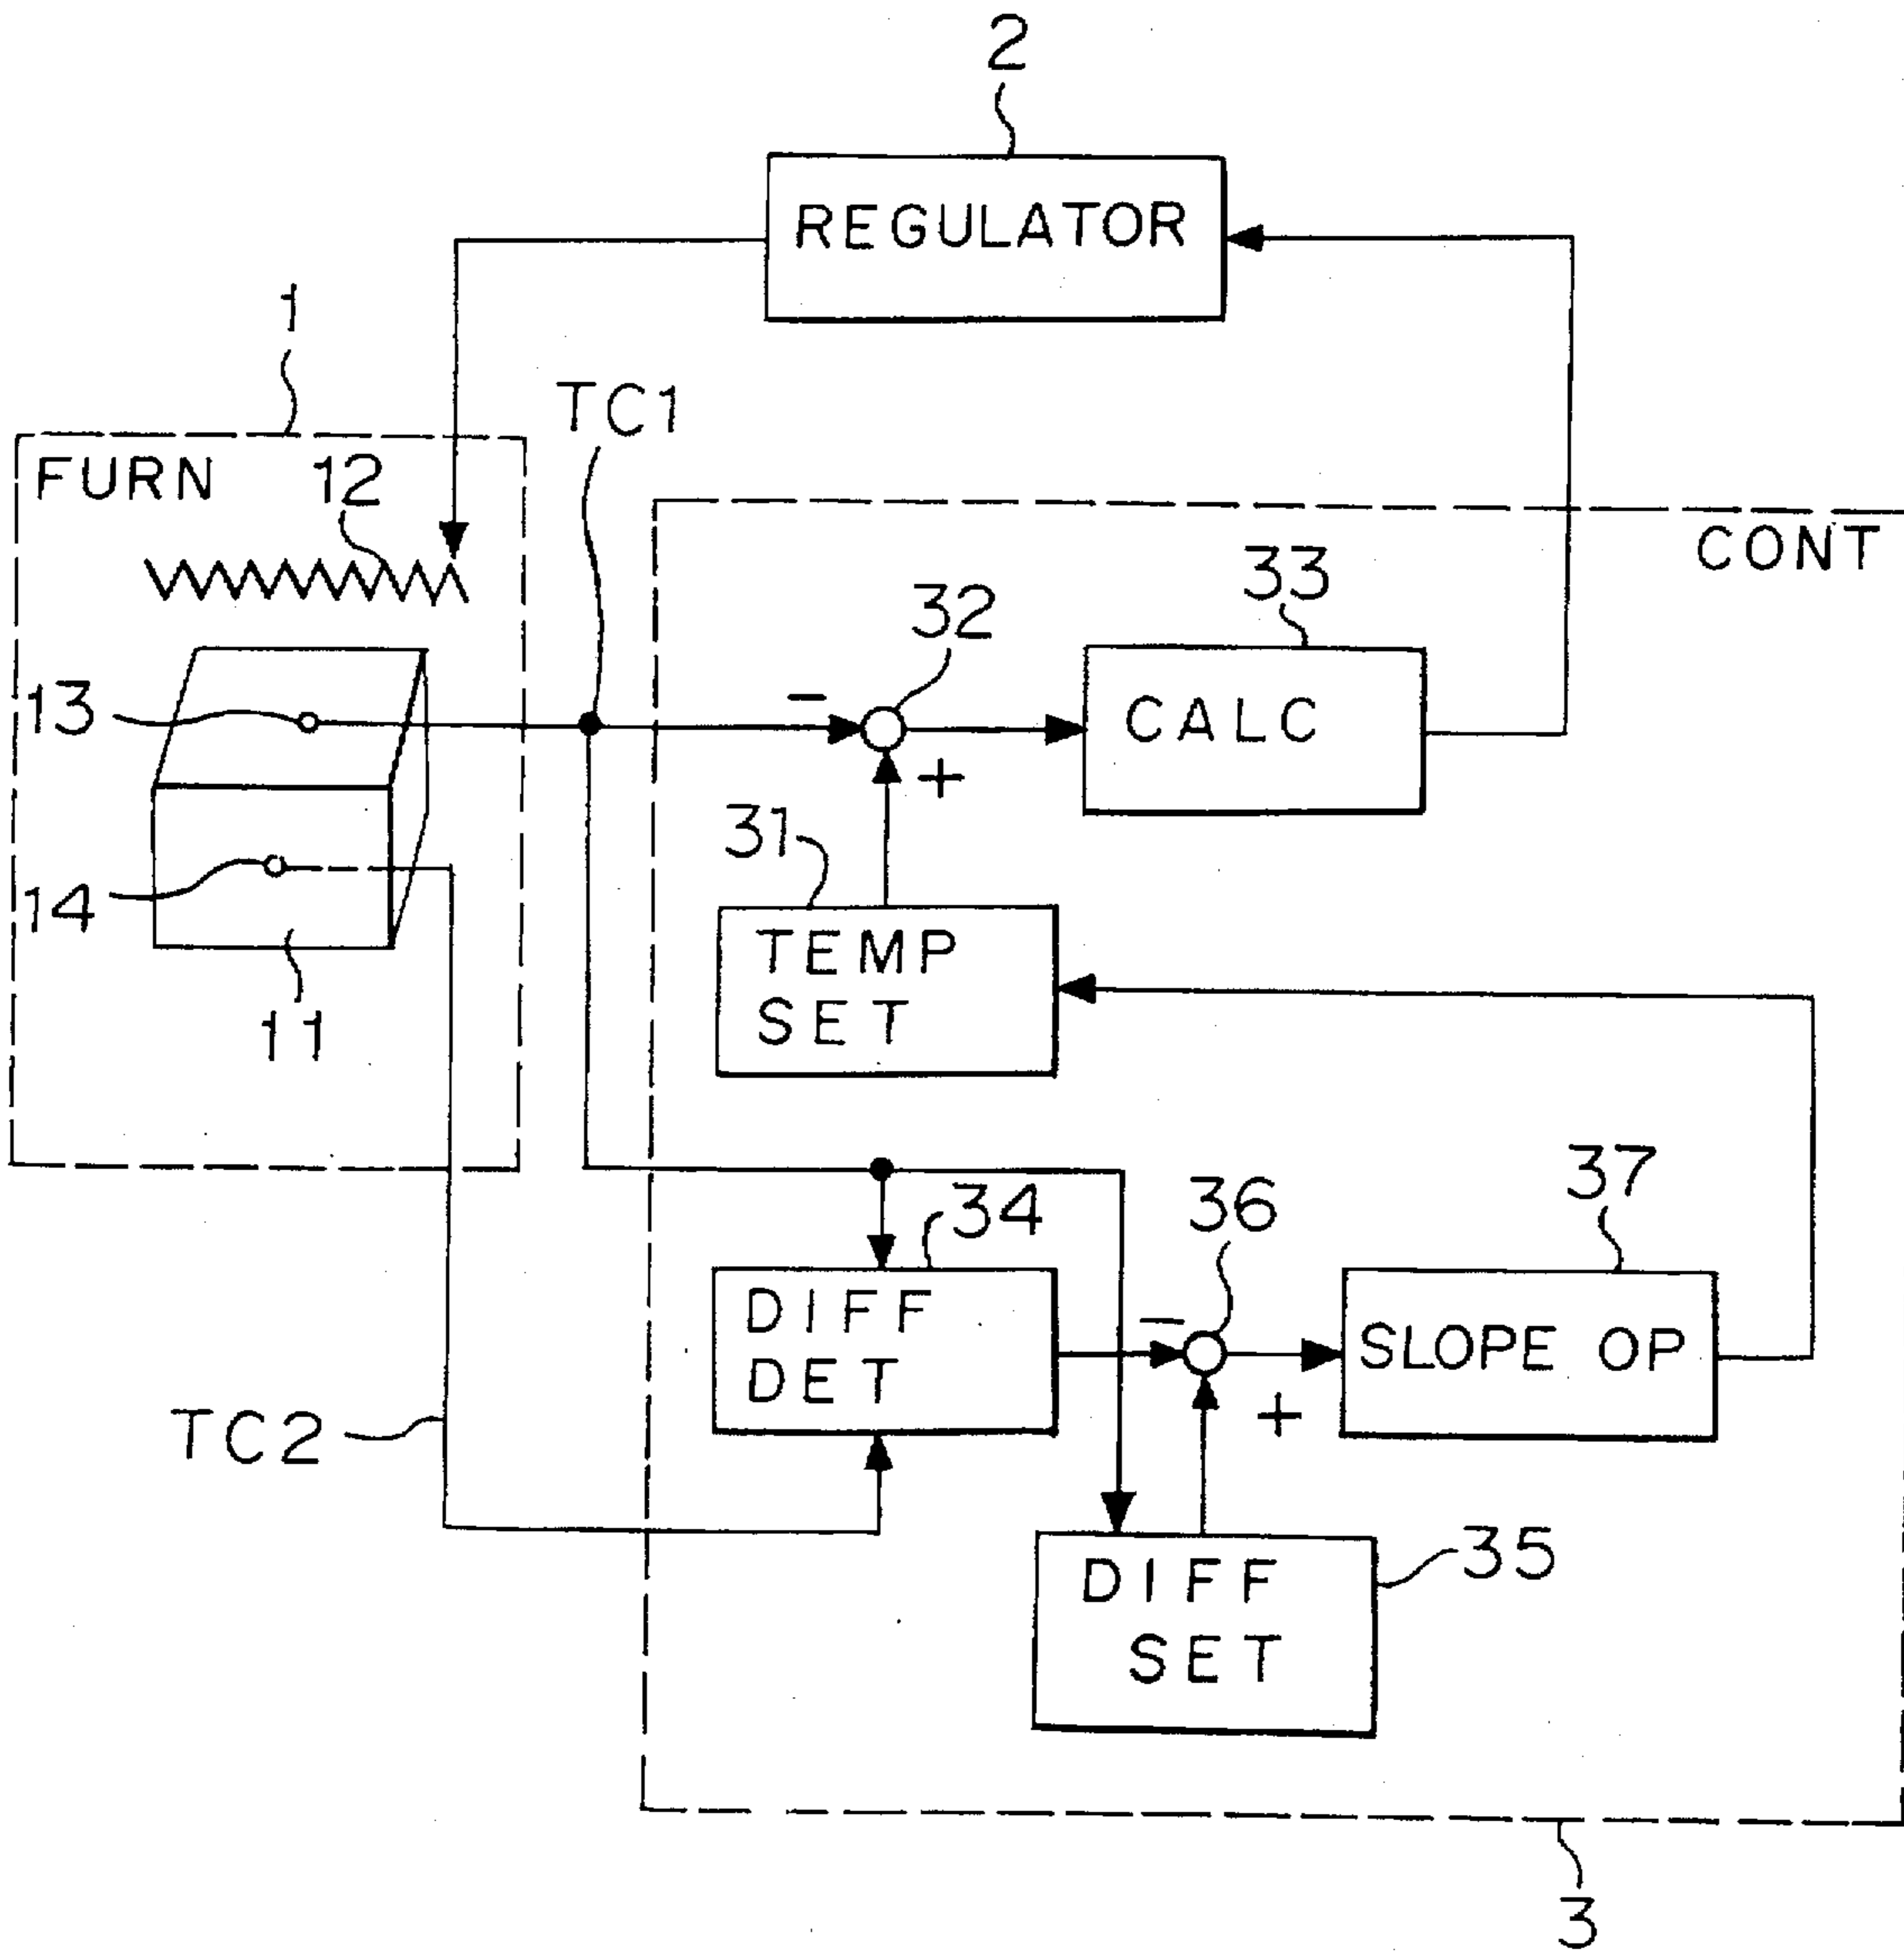 2
REGULATOR
1
TC1
FURN
12
CONT
33
32
13
-
CALC
+
31
14
TEMP
SET
11
37
34
36
DIFF
DET
-
SLOPE OP
+
TC2
35
DIFF
SET
3